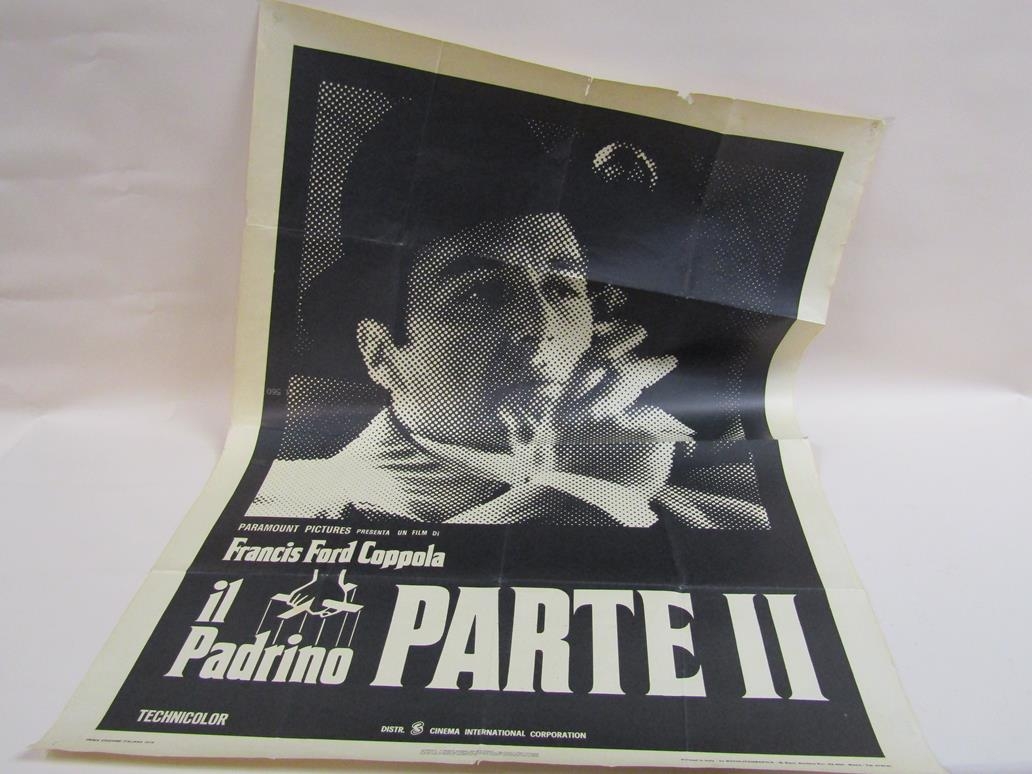 PARAMOUNT PICTURES PRESENTA UN FILM DI
Francis Ford Coppola
il Padrino PARTE II
TECHNICOLOR
DISTR. CINEMA INTERNATIONAL CORPORATION